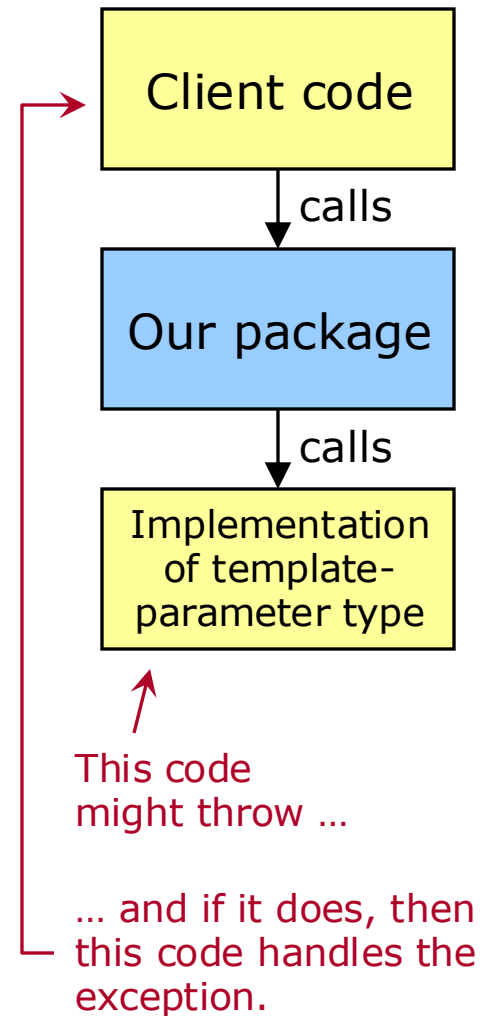 Client code
calls
Our package
calls
Implementation
of template-
parameter type
This code
might throw …
… and if it does, then
this code handles the
exception.